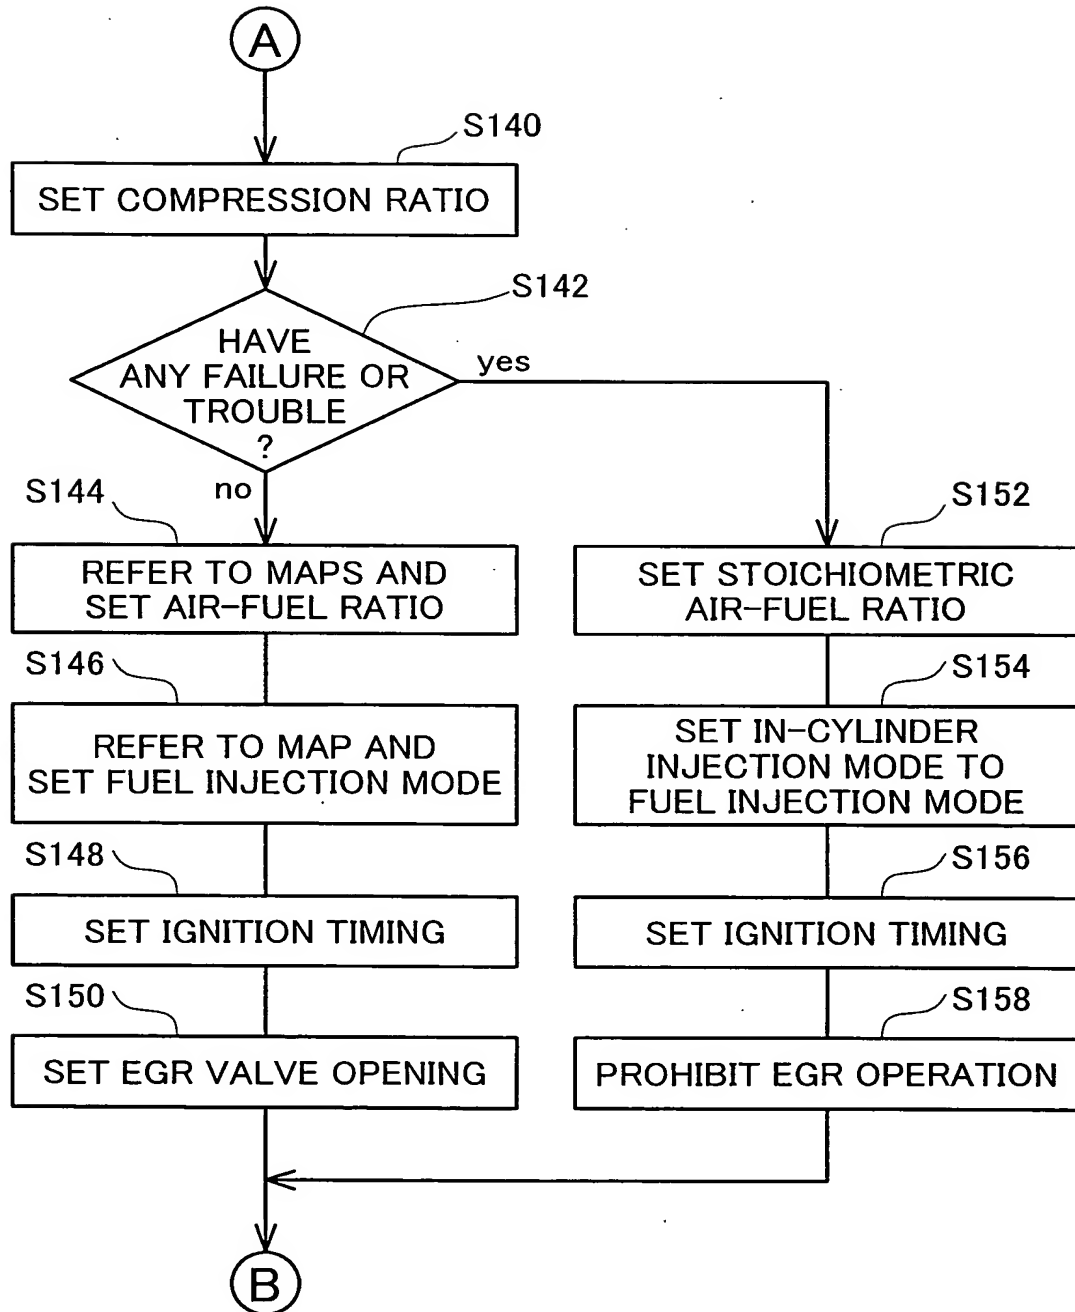 A
S140
SET COMPRESSION RATIO
S142
HAVE
ANY FAILURE OR
TROUBLE
?
yes
no
S144
REFER TO MAPS AND
SET AIR-FUEL RATIO
S146
REFER TO MAP AND
SET FUEL INJECTION MODE
S148
SET IGNITION TIMING
S150
SET EGR VALVE OPENING
S152
SET STOICHIOMETRIC
AIR-FUEL RATIO
S154
SET IN-CYLINDER
INJECTION MODE TO
FUEL INJECTION MODE
S156
SET IGNITION TIMING
S158
PROHIBIT EGR OPERATION
B